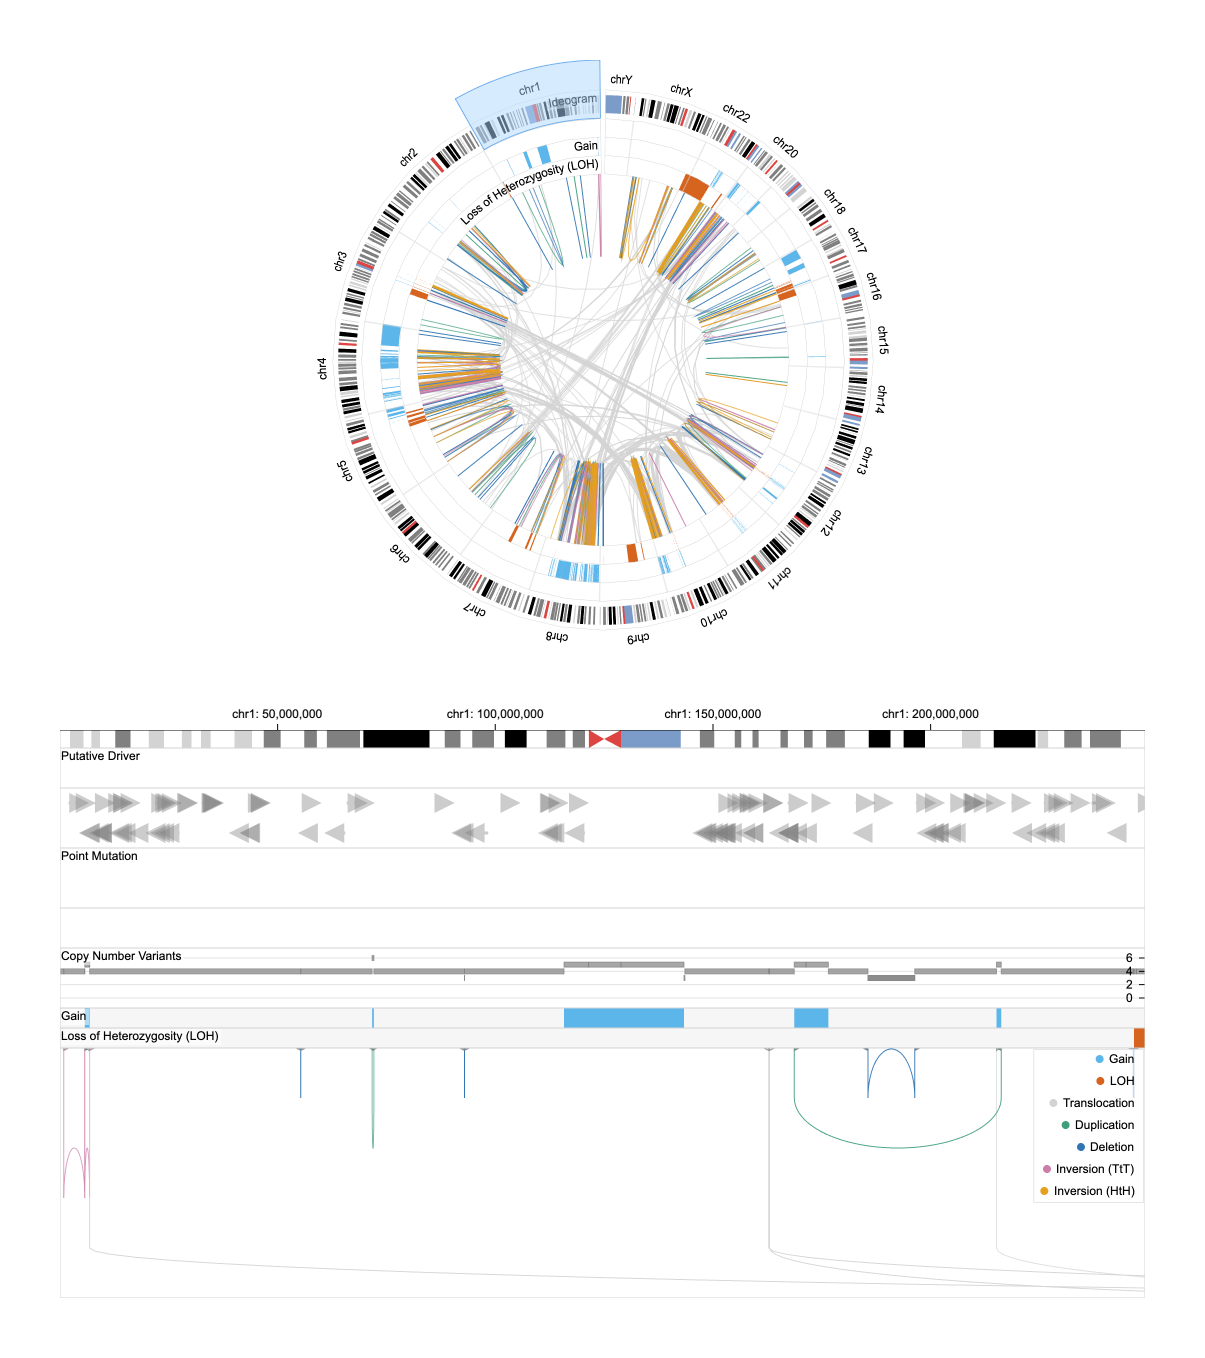 chrY
chrX
chr22
chr20
chr18
chr17
chr16
chr15
chr14
chr13
chr12
chr11
chr10
chr9
chr8
chr7
chr6
chr5
chr4
chr3
chr2
chr1
Ideogram
Gain
Loss of Heterozygosity (LOH)
chr1: 50,000,000
chr1: 100,000,000
chr1: 150,000,000
chr1: 200,000,000
Putative Driver
Point Mutation
Copy Number Variants
6
4
2
0
Gain
Loss of Heterozygosity (LOH)
Gain
LOH
Translocation
Duplication
Deletion
Inversion (TtT)
Inversion (HtH)